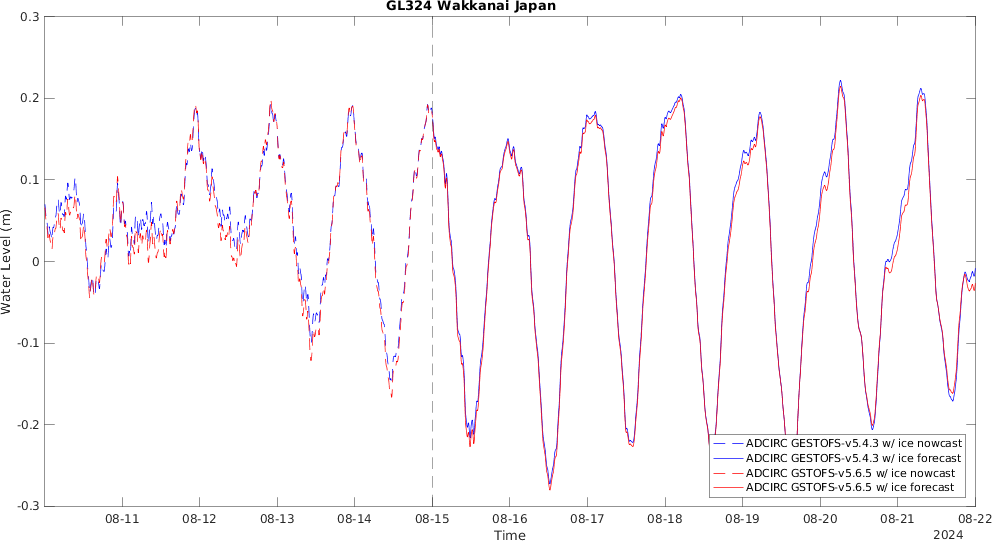 GL324 Wakkanai Japan
0.3
0.2
0.1
0
-0.1
-0.2
-0.3
Water Level (m)
ADCIRC GESTOFS-v5.4.3 w/ ice nowcast
ADCIRC GESTOFS-v5.4.3 w/ ice forecast
ADCIRC GSTOFS-v5.6.5 w/ ice nowcast
ADCIRC GSTOFS-v5.6.5 w/ ice forecast
08-11 08-12 08-13 08-14 08-15 08-16 08-17 08-18 08-19 08-20 08-21 08-22
Time
2024